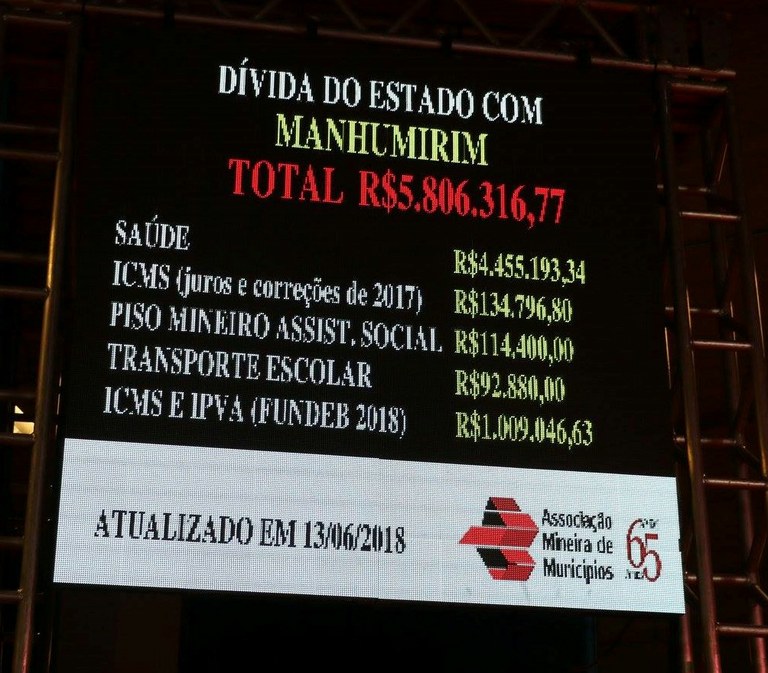 DÍVIDA DO ESTADO COM
MANHUMIRIM
TOTAL R$5.806.316,77
SAÚDE R$4.455.193,34
ICMS (juros e correções de 2017) R$134.796,80
PISO MINEIRO ASSIST. SOCIAL R$114.400,00
TRANSPORTE ESCOLAR R$92.880,00
ICMS E IPVA (FUNDEB 2018) R$1.009.046,63
ATUALIZADO EM 13/06/2018
Associação
Mineira de
Municípios
65